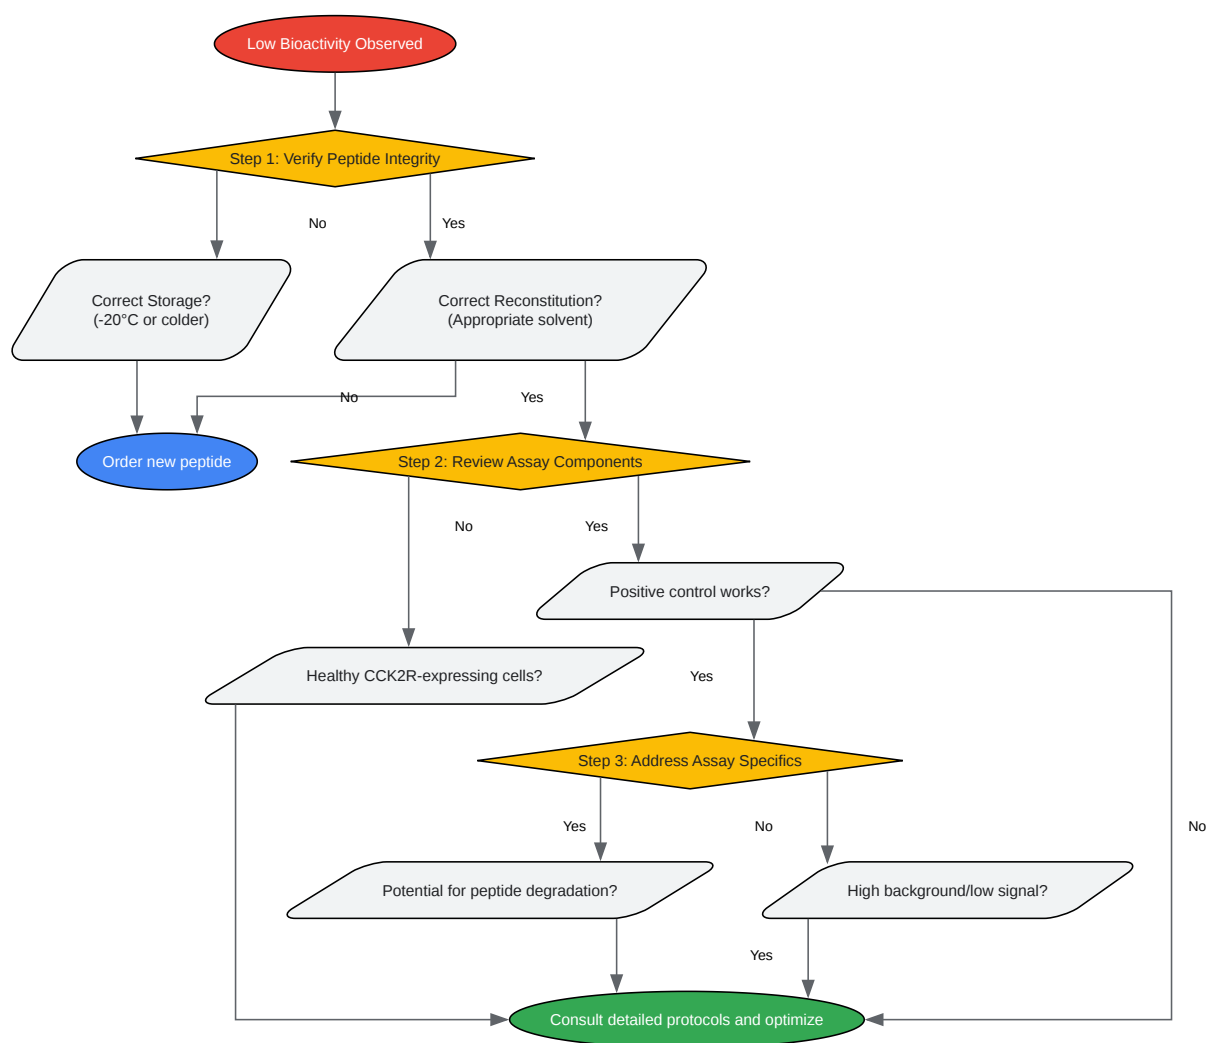 Low Bioactivity Observed
Step 1: Verify Peptide Integrity
No
Yes
Correct Storage?
(-20°C or colder)
Correct Reconstitution?
(Appropriate solvent)
No
Yes
Order new peptide
Step 2: Review Assay Components
No
Yes
Positive control works?
Healthy CCK2R-expressing cells?
Yes
Step 3: Address Assay Specifics
Yes
No
No
Potential for peptide degradation?
High background/low signal?
Yes
Consult detailed protocols and optimize